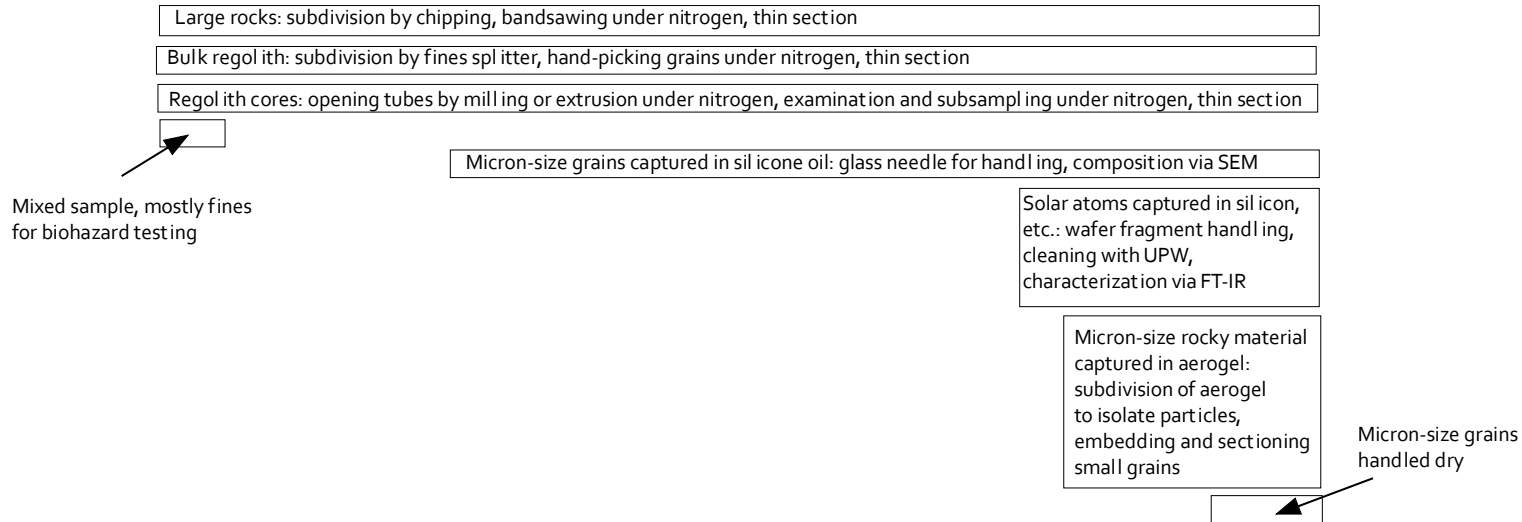 Large rocks: subdivision by chipping, bandsawing under nitrogen, thin section
Bulk regolith: subdivision by fines splitter, hand-picking grains under nitrogen, thin section
Regolith cores: opening tubes by milling or extrusion under nitrogen, examination and subsampling under nitrogen, thin section
Micron-size grains captured in silicone oil: glass needle for handling, composition via SEM
Mixed sample, mostly fines
for biohazard testing
Solar atoms captured in silicon,
etc.: wafer fragment handling,
cleaning with UPW,
characterization via FT-IR
Micron-size rocky material
captured in aerogel:
subdivision of aerogel
to isolate particles,
embedding and sectioning
small grains
Micron-size grains
handled dry